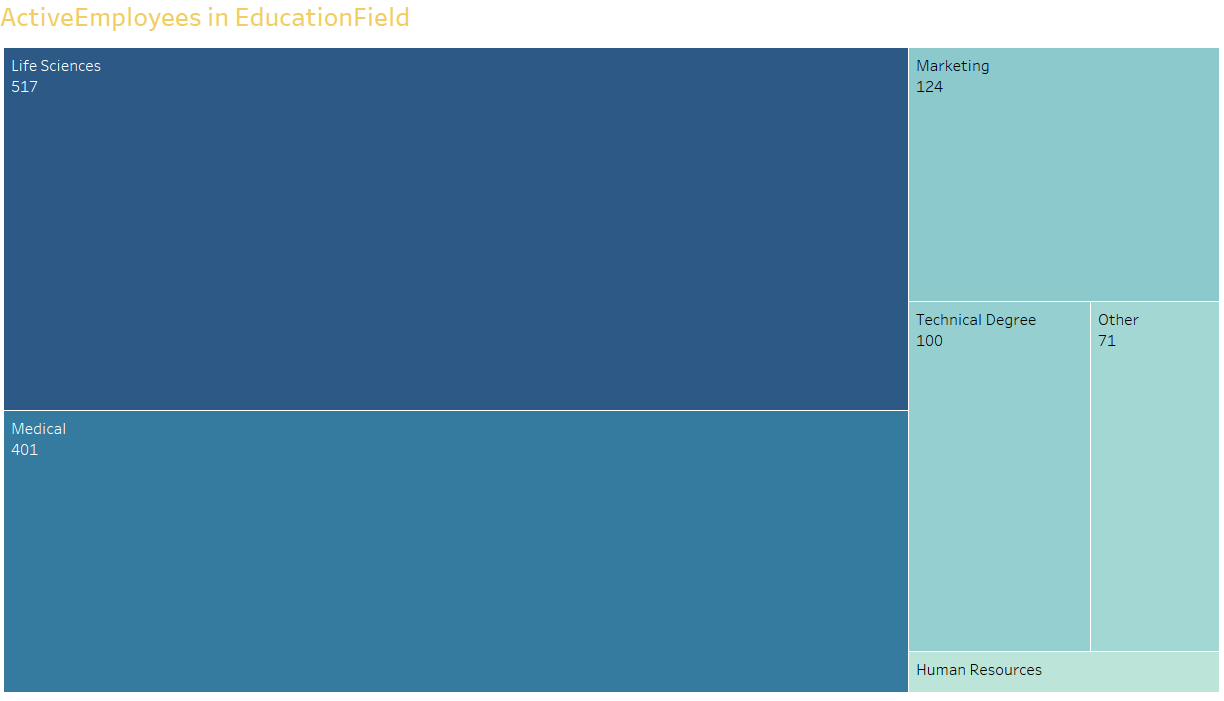 ActiveEmployees in EducationField
Life Sciences
517
Marketing
124
Technical Degree
100
Other
71
Medical
401
Human Resources